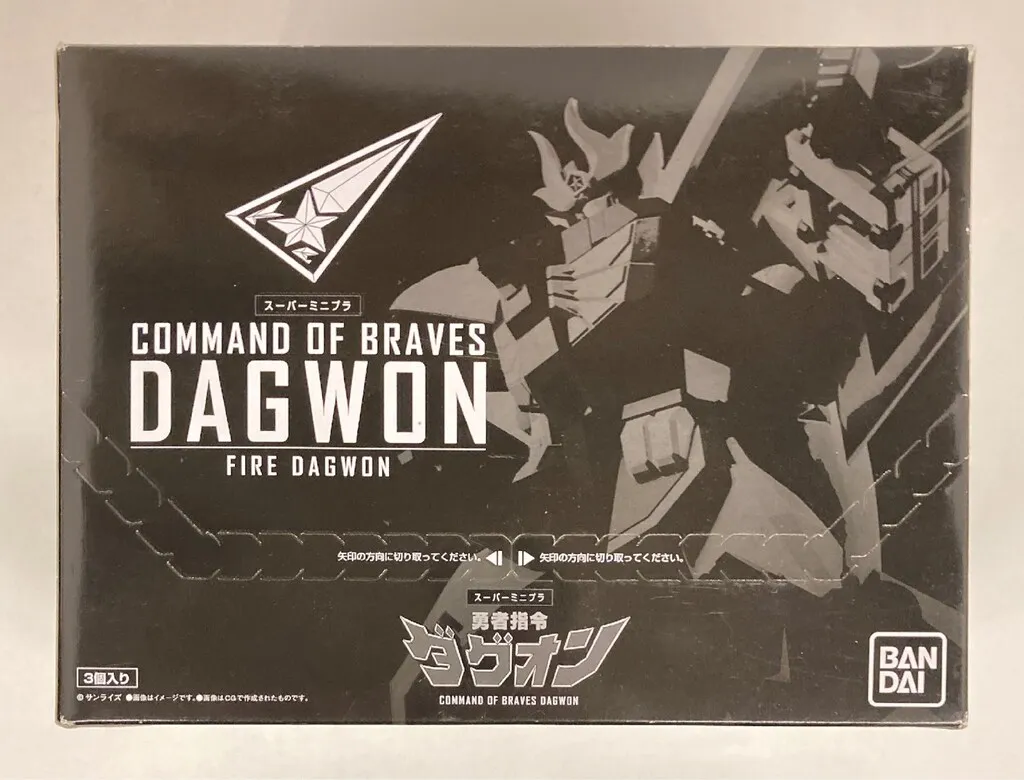 スーパーミニプラ
COMMAND OF BRAVES
DAGWON
FIRE DAGWON
矢印の方向に切り取ってください。 矢印の方向に切り取ってください。
スーパーミニプラ
勇者指令
ダグオン
COMMAND OF BRAVES DAGWON
3個入り
© サンライズ ●画像はイメージです。●画像はCGで作成されたものです。
BAN
DAI